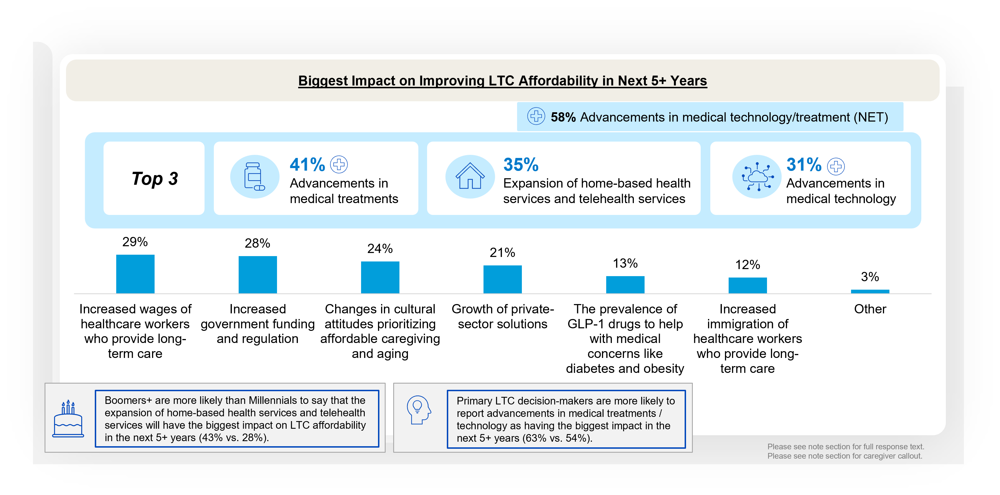 Biggest Impact on Improving LTC Affordability in Next 5+ Years
58% Advancements in medical technology/treatment (NET)
Top 3
41%
Advancements in
medical treatments
35%
Expansion of home-based health
services and telehealth services
31%
Advancements in
medical technology
29%
28%
24%
21%
13%
12%
3%
Increased wages of
healthcare workers
who provide long-
term care
Increased
government funding
and regulation
Changes in cultural
attitudes prioritizing
affordable caregiving
and aging
Growth of private-
sector solutions
The prevalence of
GLP-1 drugs to help
with medical
concerns like
diabetes and obesity
Increased
immigration of
healthcare workers
who provide long-
term care
Other
Boomers+ are more likely than Millennials to say that the
expansion of home-based health services and telehealth
services will have the biggest impact on LTC affordability
in the next 5+ years (43% vs. 28%).
Primary LTC decision-makers are more likely to
report advancements in medical treatments /
technology as having the biggest impact in the
next 5+ years (63% vs. 54%).
Please see note section for full response text.
Please see note section for caregiver callout.